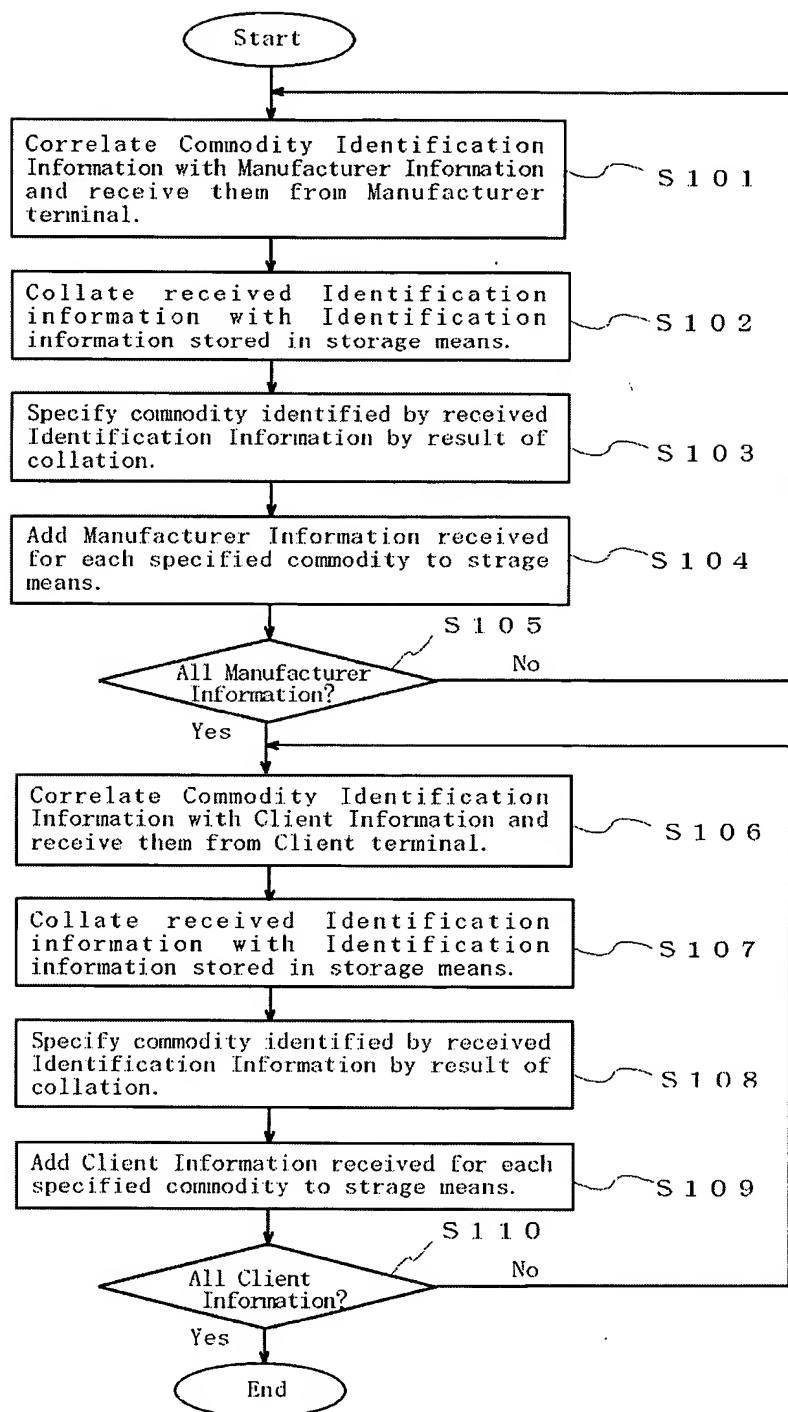 Start
Correlate Commodity Identification
Information with Manufacturer Information
and receive them from Manufacturer
terminal.
S101
Collate received Identification
information with Identification
information stored in storage means.
S102
Specify commodity identified by received
Identification Information by result of
collation.
S103
Add Manufacturer Information received
for each specified commodity to strage
means.
S104
S105
All Manufacturer
Information?
No
Yes
Correlate Commodity Identification
Information with Client Information and
receive them from Client terminal.
S106
Collate received Identification
information with Identification
information stored in storage means.
S107
Specify commodity identified by received
Identification Information by result of
collation.
S108
Add Client Information received for each
specified commodity to strage means.
S109
S110
All Client
Information?
No
Yes
End